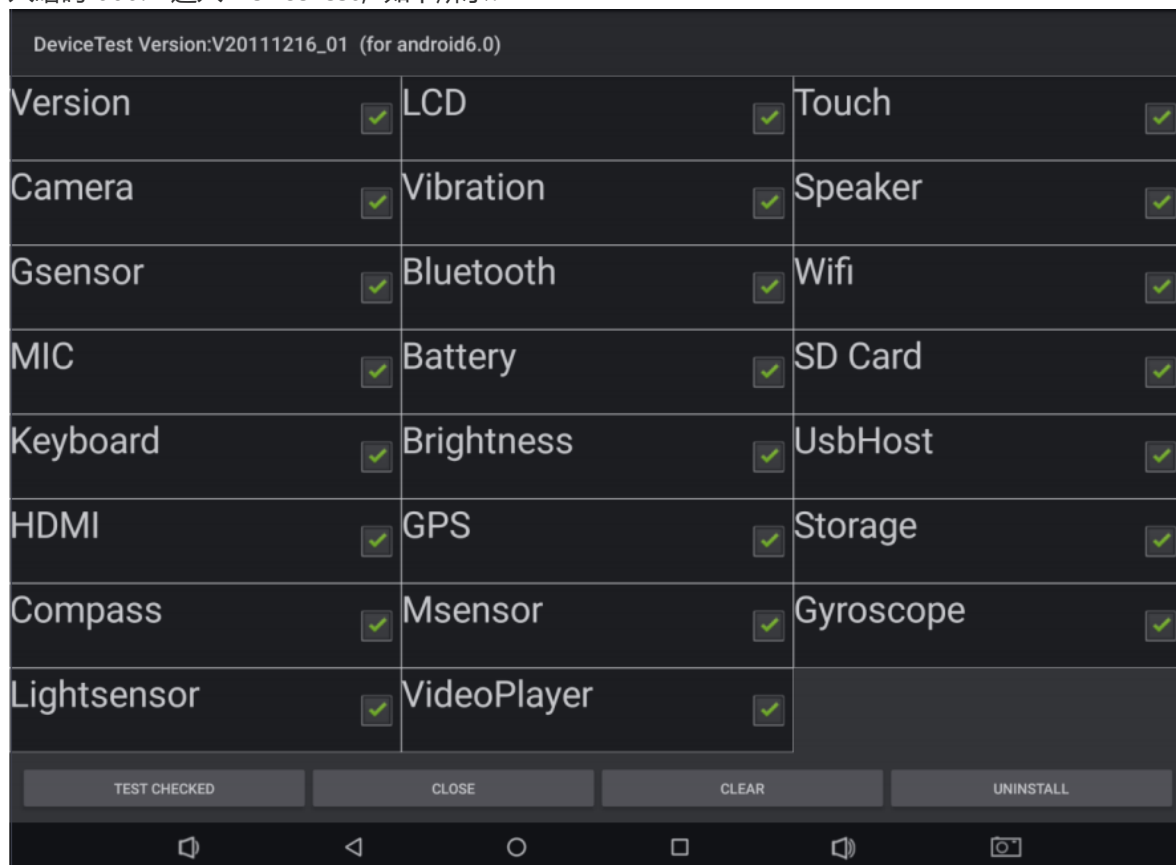 DeviceTest Version:V20111216_01 (for android6.0)
Version LCD Touch
Camera Vibration Speaker
Gsensor Bluetooth Wifi
MIC Battery SD Card
Keyboard Brightness UsbHost
HDMI GPS Storage
Compass Msensor Gyroscope
Lightsensor VideoPlayer
TEST CHECKED CLOSE CLEAR UNINSTALL